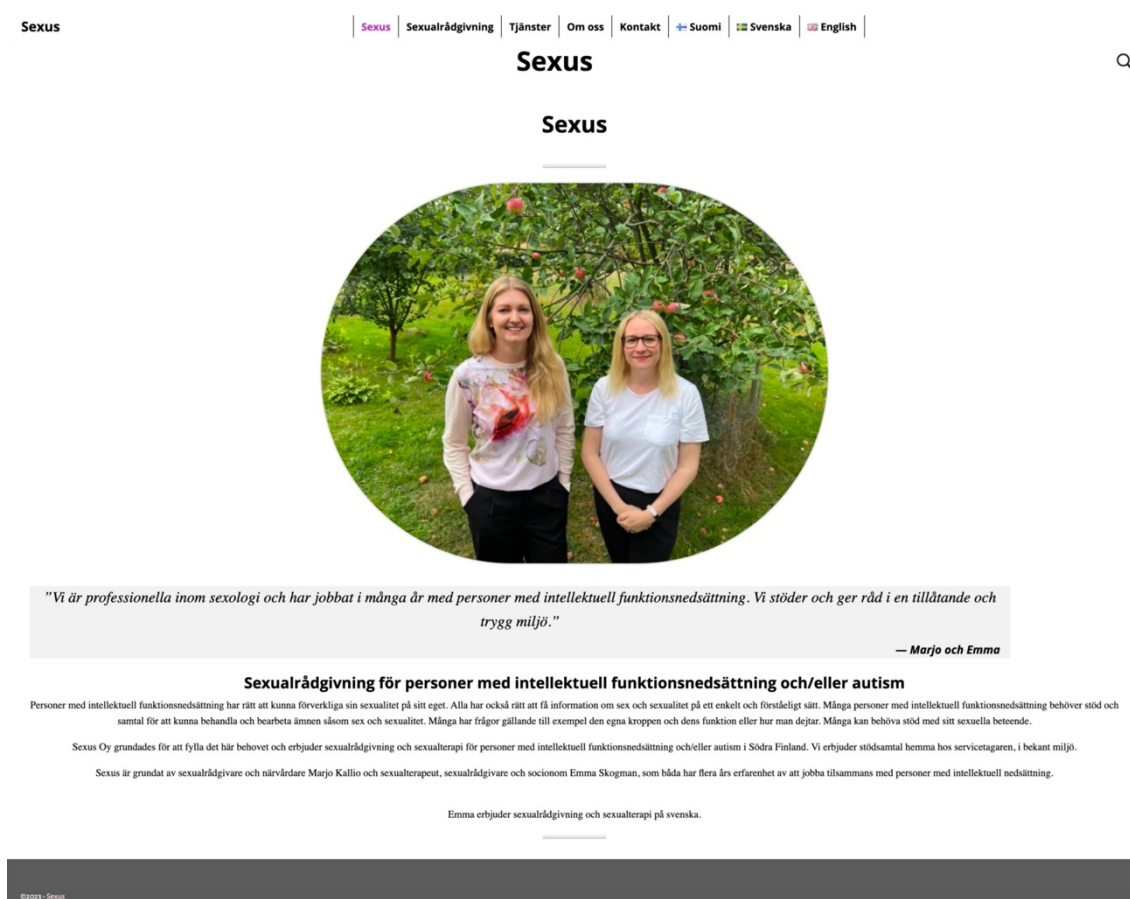 Sexus
Sexus
Sexualrådgivning
Tjänster
Om oss
Kontakt
Suomi
Svenska
English
Sexus
Sexus
”Vi är professionella inom sexologi och har jobbat i många år med personer med intellektuell funktionsnedsättning. Vi stöder och ger råd i en tillåtande och
trygg miljö.”
— Marjo och Emma
Sexualrådgivning för personer med intellektuell funktionsnedsättning och/eller autism
Personer med intellektuell funktionsnedsättning har rätt att kunna förverkliga sin sexualitet på sitt eget. Alla har också rätt att få information om sex och sexualitet på ett enkelt och förståeligt sätt. Många personer med intellektuell funktionsnedsättning behöver stöd och
samtal för att kunna behandla och bearbeta ämnen såsom sex och sexualitet. Många har frågor gällande till exempel den egna kroppen och dens funktion eller hur man dejtar. Många kan behöva stöd med sitt sexuella beteende.
Sexus Oy grundades för att fylla det här behovet och erbjuder sexualrådgivning och sexualterapi för personer med intellektuell funktionsnedsättning och/eller autism i Södra Finland. Vi erbjuder stödsamtal hemma hos servicetagaren, i bekant miljö.
Sexus är grundat av sexualrådgivare och närvårdare Marjo Kallio och sexualterapeut, sexualrådgivare och socionom Emma Skogman, som båda har flera års erfarenhet av att jobba tilsammans med personer med intellektuell nedsättning.
Emma erbjuder sexualrådgivning och sexualterapi på svenska.
©2023 - Sexus